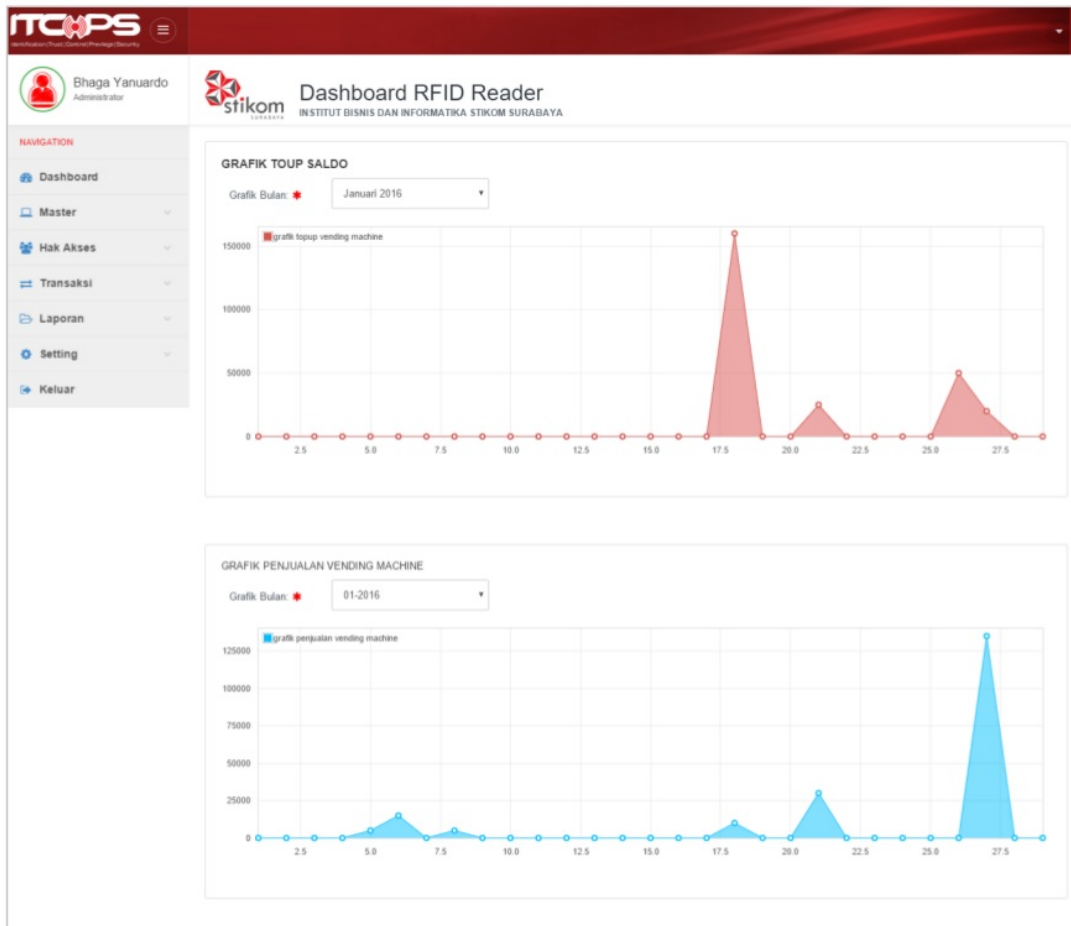 ITCOPS
Identification|Trust|Control|Previlege|Security
Bhaga Yanuardo
Administrator
NAVIGATION
Dashboard
Master
Hak Akses
Transaksi
Laporan
Setting
Keluar
stikom
SURABAYA
Dashboard RFID Reader
INSTITUT BISNIS DAN INFORMATIKA STIKOM SURABAYA
GRAFIK TOUP SALDO
Grafik Bulan: * Januari 2016
grafik topup vending machine
150000
100000
50000
0
2.5 5.0 7.5 10.0 12.5 15.0 17.5 20.0 22.5 25.0 27.5
GRAFIK PENJUALAN VENDING MACHINE
Grafik Bulan: * 01-2016
grafik penjualan vending machine
125000
100000
75000
50000
25000
0
2.5 5.0 7.5 10.0 12.5 15.0 17.5 20.0 22.5 25.0 27.5